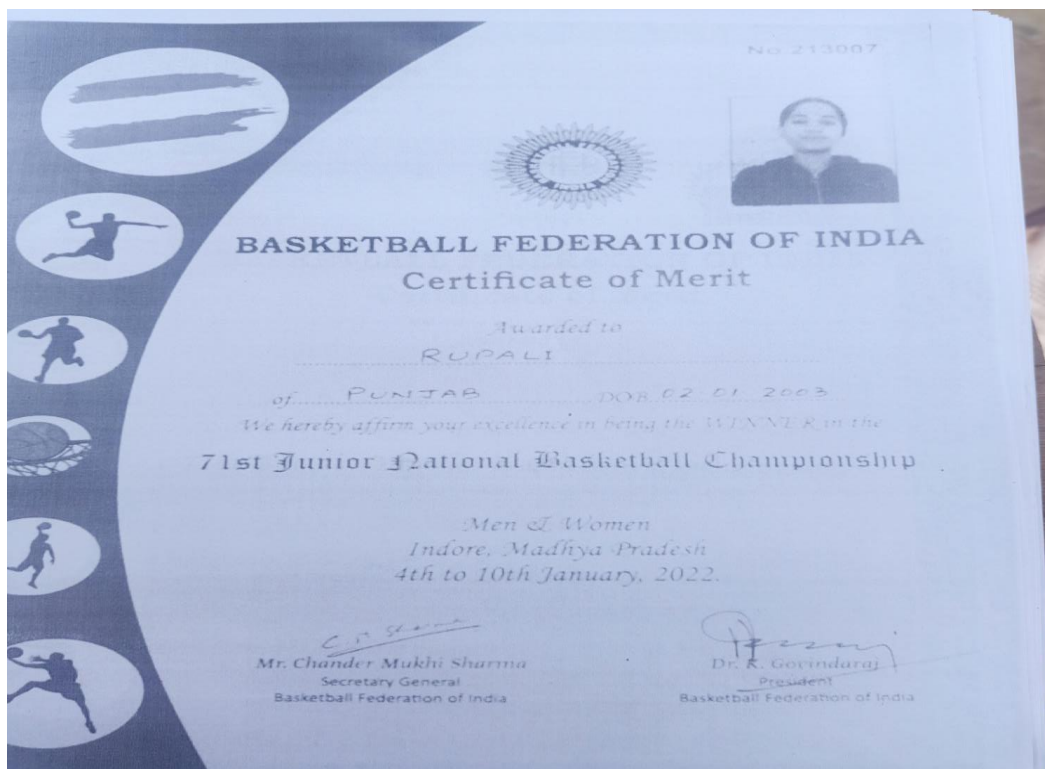 No.213007
BASKETBALL FEDERATION OF INDIA
Certificate of Merit
Awarded to
RUPALI
of PUNJAB DOB 02 01 2003
We hereby affirm your excellence in being the WINNER in the
71st Junior National Basketball Championship
Men & Women
Indore, Madhya Pradesh
4th to 10th January, 2022.
C. M Sharma
Mr. Chander Mukhi Sharma
Secretary General
Basketball Federation of India
Dr. K. Govindaraj
President
Basketball Federation of India